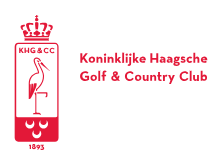 KHG&CC
Koninklijke Haagsche
Golf & Country Club
1893